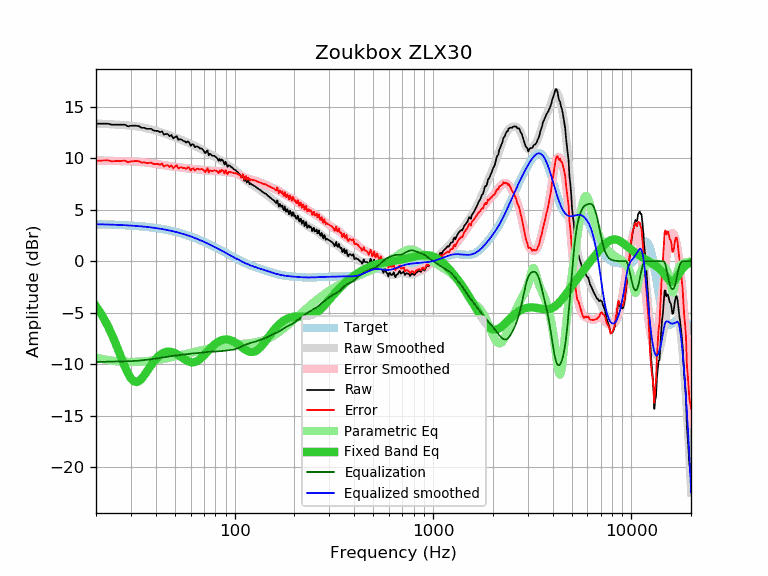 Zoukbox ZLX30
Amplitude (dBr)
15
10
5
0
−5
−10
−15
−20
Target
Raw Smoothed
Error Smoothed
Raw
Error
Parametric Eq
Fixed Band Eq
Equalization
Equalized smoothed
100
1000
10000
Frequency (Hz)